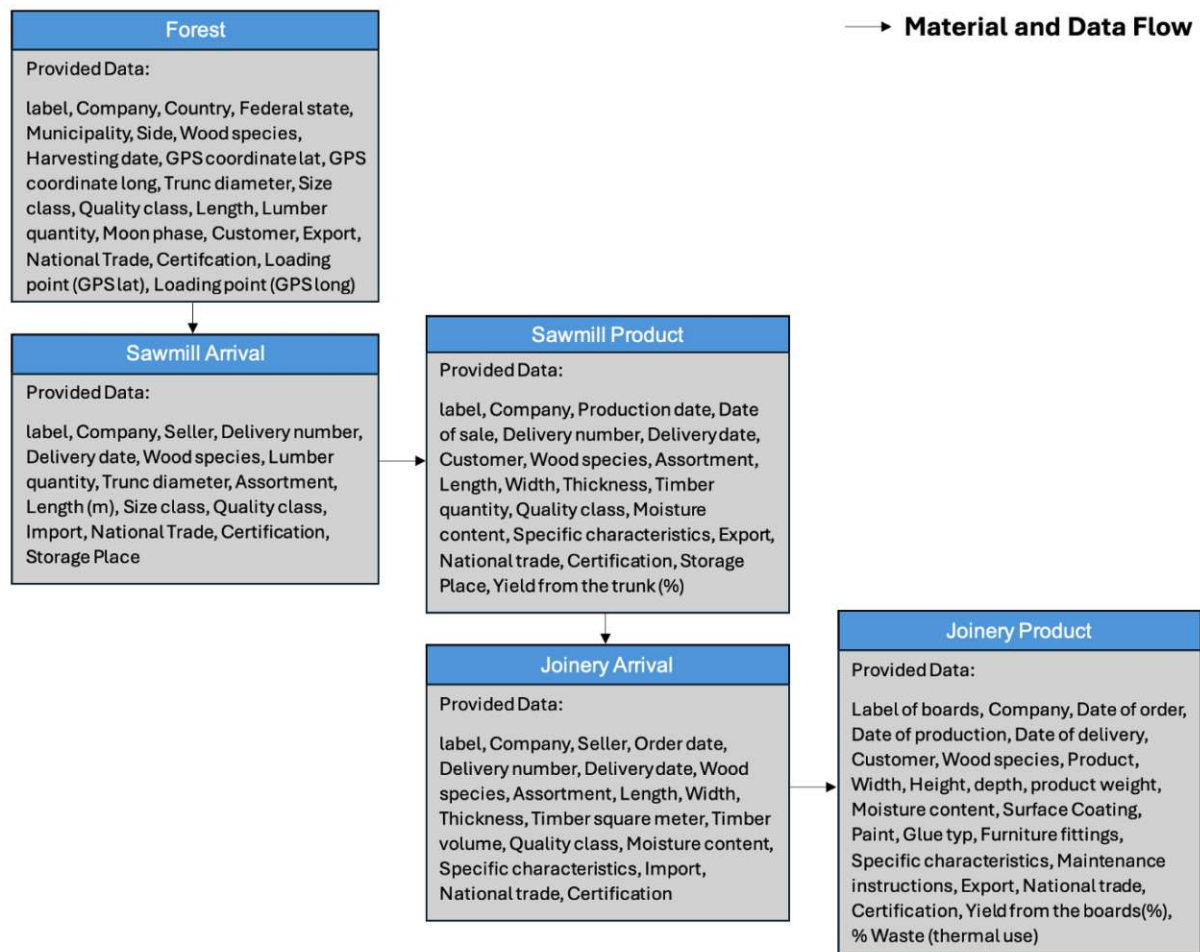 Forest
Provided Data:
label, Company, Country, Federal state,
Municipality, Side, Wood species,
Harvesting date, GPS coordinate lat, GPS
coordinate long, Trunc diameter, Size
class, Quality class, Length, Lumber
quantity, Moon phase, Customer, Export,
National Trade, Certifcation, Loading
point (GPS lat), Loading point (GPS long)
Material and Data Flow
Sawmill Arrival
Provided Data:
label, Company, Seller, Delivery number,
Delivery date, Wood species, Lumber
quantity, Trunc diameter, Assortment,
Length (m), Size class, Quality class,
Import, National Trade, Certification,
Storage Place
Sawmill Product
Provided Data:
label, Company, Production date, Date
of sale, Delivery number, Delivery date,
Customer, Wood species, Assortment,
Length, Width, Thickness, Timber
quantity, Quality class, Moisture
content, Specific characteristics, Export,
National trade, Certification, Storage
Place, Yield from the trunk (%)
Joinery Arrival
Provided Data:
label, Company, Seller, Order date,
Delivery number, Delivery date, Wood
species, Assortment, Length, Width,
Thickness, Timber square meter, Timber
volume, Quality class, Moisture content,
Specific characteristics, Import,
National trade, Certification
Joinery Product
Provided Data:
Label of boards, Company, Date of order,
Date of production, Date of delivery,
Customer, Wood species, Product,
Width, Height, depth, product weight,
Moisture content, Surface Coating,
Paint, Glue typ, Furniture fittings,
Specific characteristics, Maintenance
instructions, Export, National trade,
Certification, Yield from the boards(%),
% Waste (thermal use)